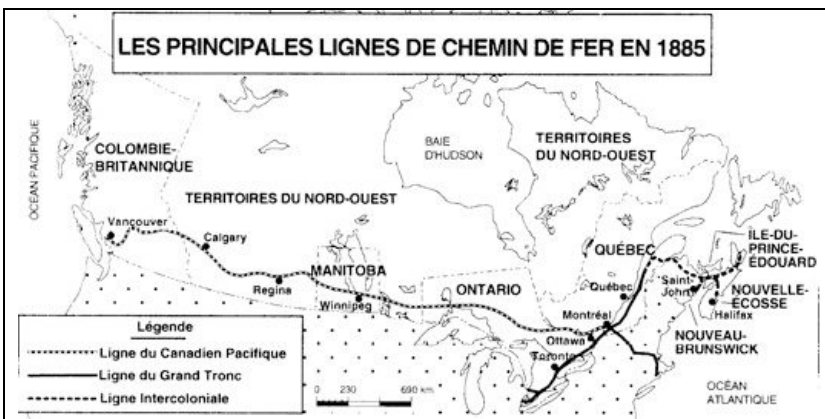 LES PRINCIPALES LIGNES DE CHEMIN DE FER EN 1885
OCÉAN PACIFIQUE
COLOMBIE-
BRITANNIQUE
BAIE
D'HUDSON
TERRITOIRES
DU NORD-OUEST
TERRITOIRES DU NORD-OUEST
Vancouver
Calgary
Regina
MANITOBA
Winnipeg
ONTARIO
QUÉBEC
Québec
Montréal
Ottawa
Toronto
ÎLE-DU-
PRINCE-
ÉDOUARD
Saint-
John
NOUVELLE-
ÉCOSSE
Halifax
NOUVEAU-
BRUNSWICK
OCÉAN
ATLANTIQUE
Légende
Ligne du Canadien Pacifique
Ligne du Grand Tronc
Ligne Intercoloniale
0 230 690 km